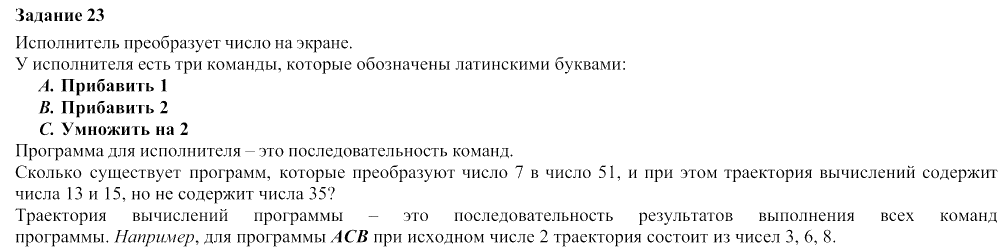 Задание 23
Исполнитель преобразует число на экране.
У исполнителя есть три команды, которые обозначены латинскими буквами:
A. Прибавить 1
B. Прибавить 2
C. Умножить на 2
Программа для исполнителя – это последовательность команд.
Сколько существует программ, которые преобразуют число 7 в число 51, и при этом траектория вычислений содержит
числа 13 и 15, но не содержит числа 35?
Траектория вычислений программы – это последовательность результатов выполнения всех команд
программы. Например, для программы ACB при исходном числе 2 траектория состоит из чисел 3, 6, 8.